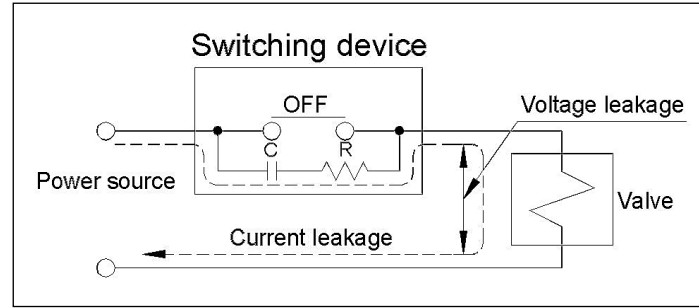 Switching device
OFF
Voltage leakage
C
R
Power source
Valve
Current leakage